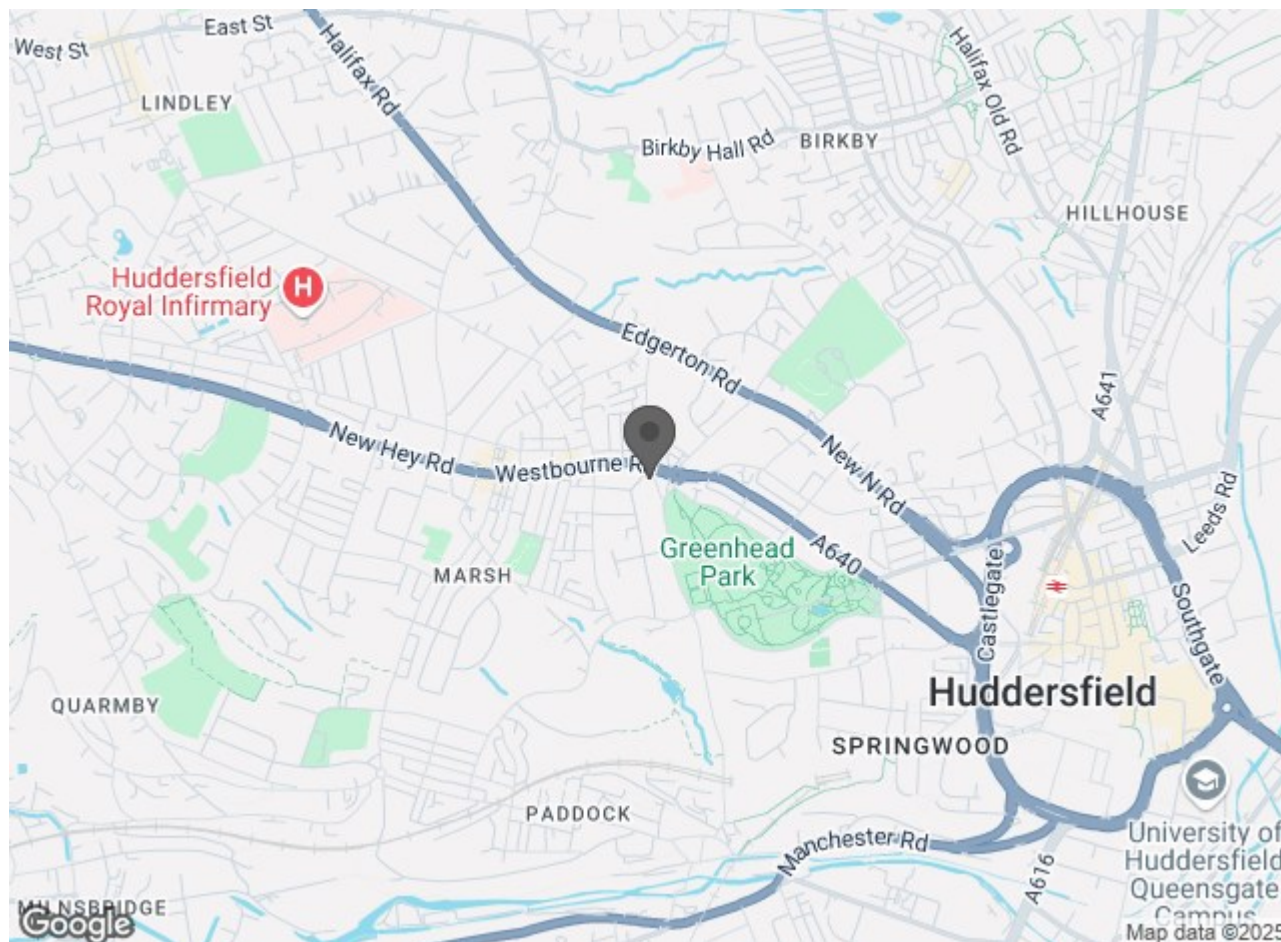 East St
West St
Halifax Rd
LINDLEY
Halifax Old Rd
Birkby Hall Rd
BIRKBY
HILLHOUSE
Huddersfield
Royal Infirmary
H
Edgerton Rd
A641
New Hey Rd
Westbourne
New N Rd
Leeds Rd
Greenhead
Park
A640
MARSH
Castlegate
Southgate
QUARMBY
Huddersfield
SPRINGWOOD
PADDOCK
Manchester Rd
A616
University of
Huddersfield
Queensgate
Campus
Google
Map data ©2025